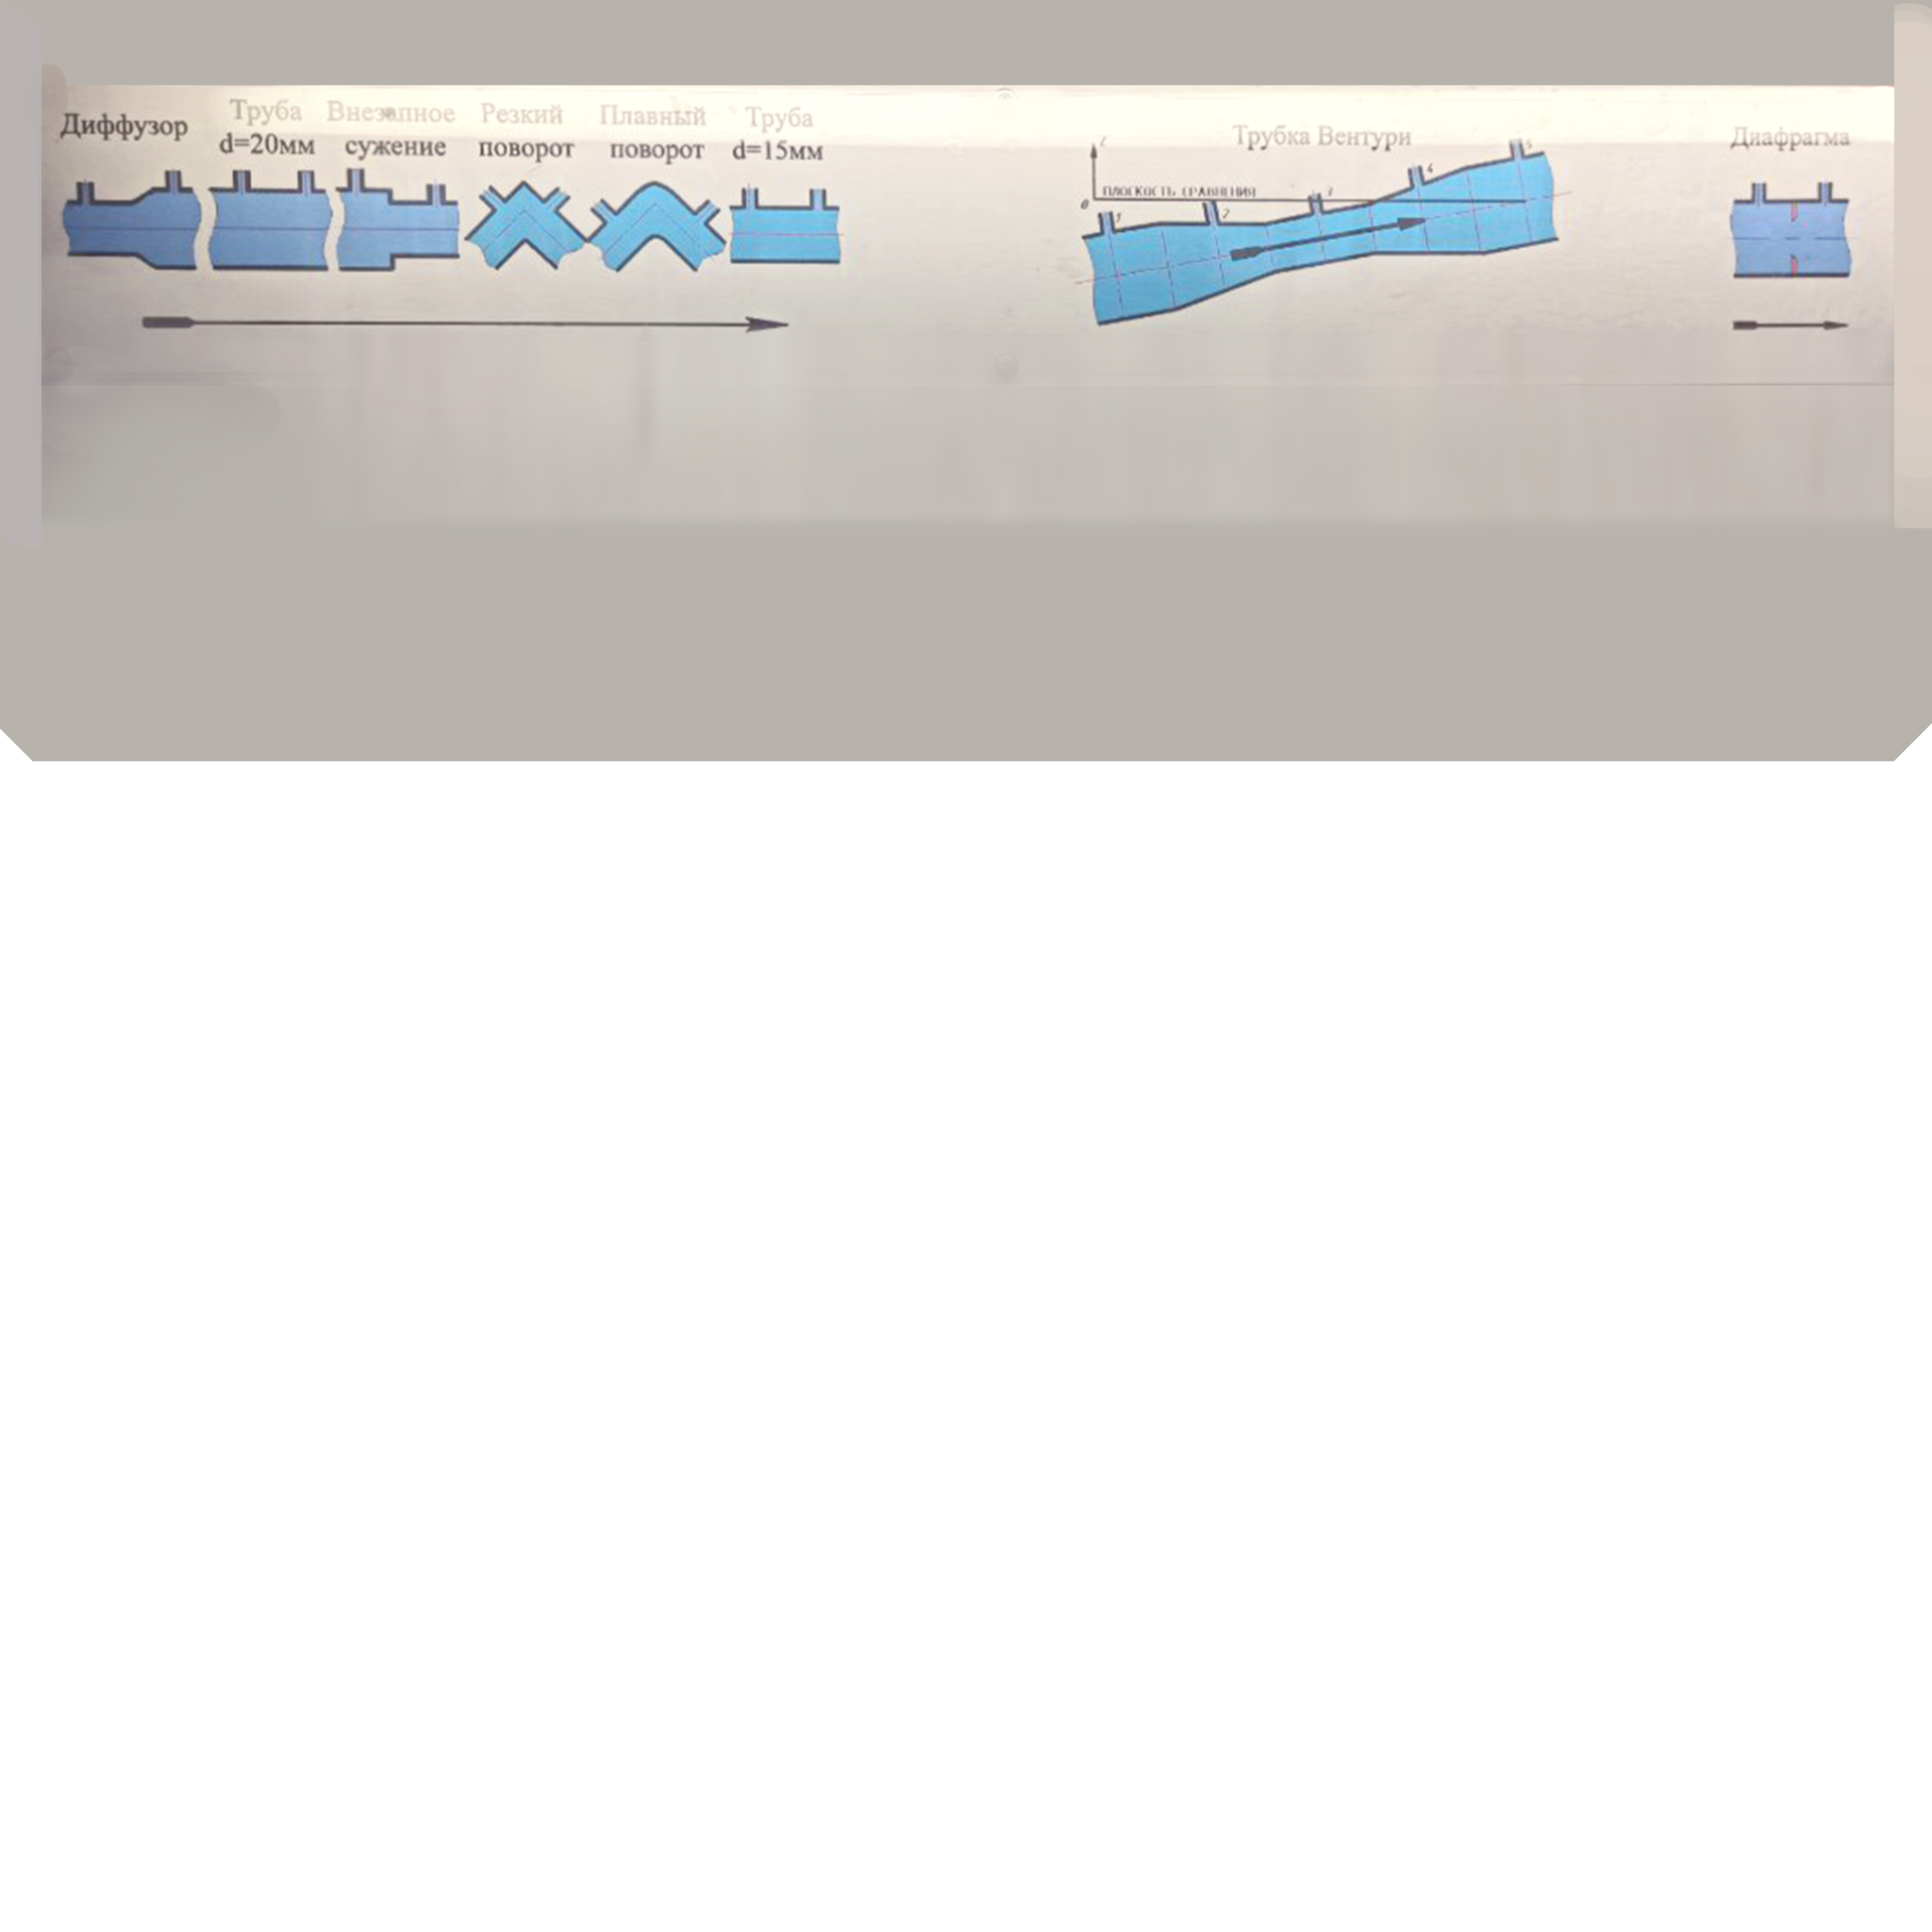 Диффузор
Труба
d=20мм
Внезапное
сужение
Резкий
поворот
Плавный
поворот
Труба
d=15мм
Трубка Вентури
Z
ПЛОСКОСТЬ СРАВНЕНИЯ
0
1
2
3
4
5
Диафрагма